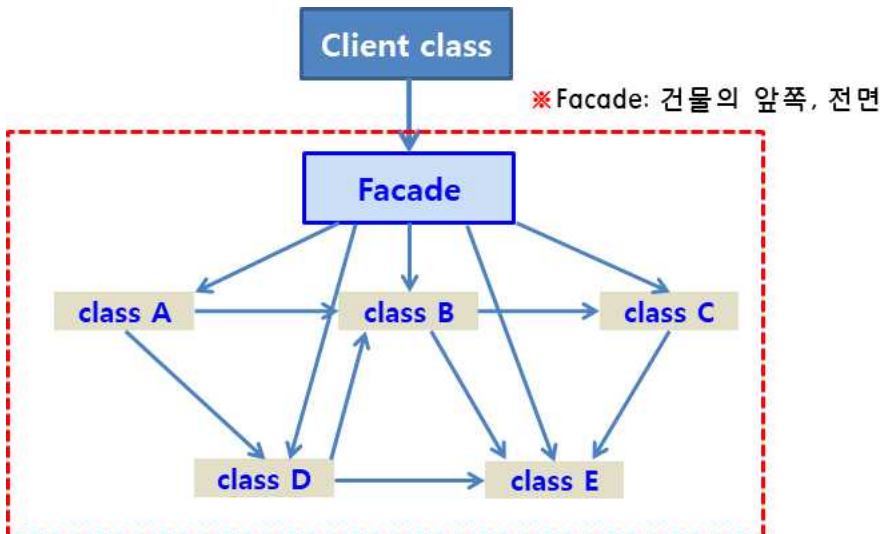 Client class
※Facade: 건물의 앞쪽, 전면
Facade
class A
class B
class C
class D
class E